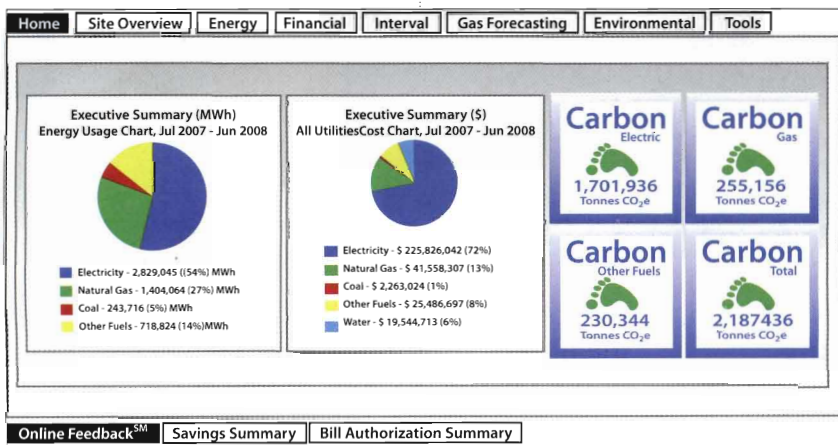 Home Site Overview Energy Financial Interval Gas Forecasting Environmental Tools
Executive Summary (MWh)
Energy Usage Chart, Jul 2007 - Jun 2008
Electricity - 2,829,045 ((54%) MWh
Natural Gas - 1,404,064 (27%) MWh
Coal - 243,716 (5%) MWh
Other Fuels - 718,824 (14%)MWh
Executive Summary ($)
All UtilitiesCost Chart, Jul 2007 - Jun 2008
Electricity - $ 225,826,042 (72%)
Natural Gas - $ 41,558,307 (13%)
Coal - $ 2,263,024 (1%)
Other Fuels - $ 25,486,697 (8%)
Water - $ 19,544,713 (6%)
Carbon
Electric
1,701,936
Tonnes CO₂e
Carbon
Gas
255,156
Tonnes CO₂e
Carbon
Other Fuels
230,344
Tonnes CO₂e
Carbon
Total
2,187436
Tonnes CO₂e
Online Feedback℠ Savings Summary Bill Authorization Summary